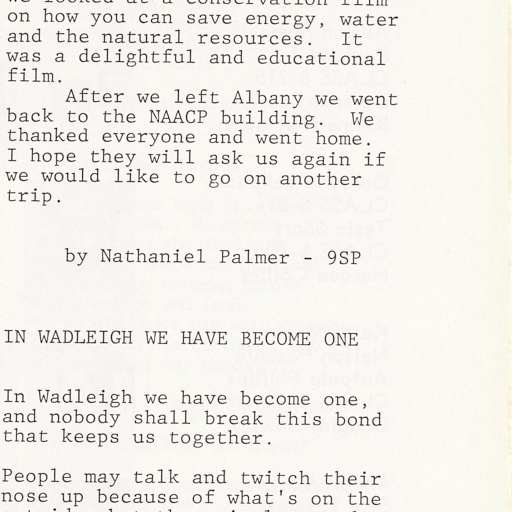 we looked at a conservation film
on how you can save energy, water
and the natural resources.  It
was a delightful and educational
film.
After we left Albany we went
back to the NAACP building.  We
thanked everyone and went home.
I hope they will ask us again if
we would like to go on another
trip.
by Nathaniel Palmer - 9SP
IN WADLEIGH WE HAVE BECOME ONE
In Wadleigh we have become one,
and nobody shall break this bond
that keeps us together.
People may talk and twitch their
nose up because of what's on the